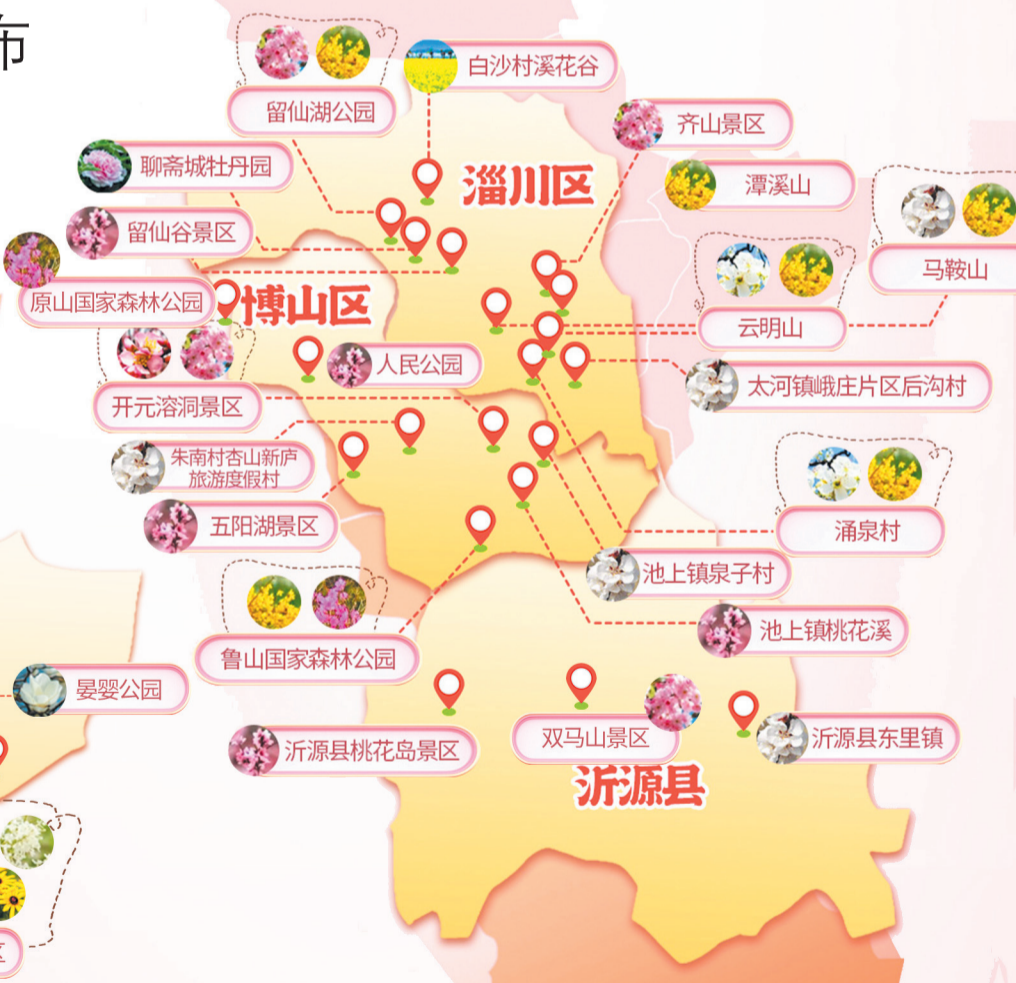 布
白沙村溪花谷
留仙湖公园
齐山景区
聊斋城牡丹园
淄川区
潭溪山
留仙谷景区
马鞍山
原山国家森林公园
博山区
云明山
人民公园
太河镇峨庄片区后沟村
开元溶洞景区
朱南村杏山新庐
旅游度假村
五阳湖景区
涌泉村
池上镇泉子村
池上镇桃花溪
鲁山国家森林公园
晏婴公园
沂源县桃花岛景区
双马山景区
沂源县东里镇
沂源县
区